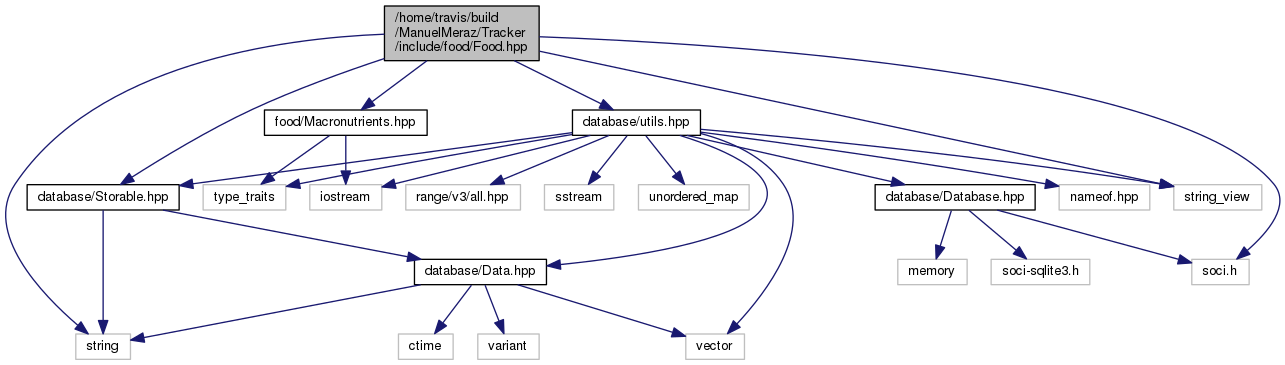 /home/travis/build
/ManuelMeraz/Tracker
/include/food/Food.hpp
food/Macronutrients.hpp
database/utils.hpp
database/Storable.hpp
type_traits
iostream
range/v3/all.hpp
sstream
unordered_map
database/Database.hpp
nameof.hpp
string_view
database/Data.hpp
memory
soci-sqlite3.h
soci.h
string
ctime
variant
vector